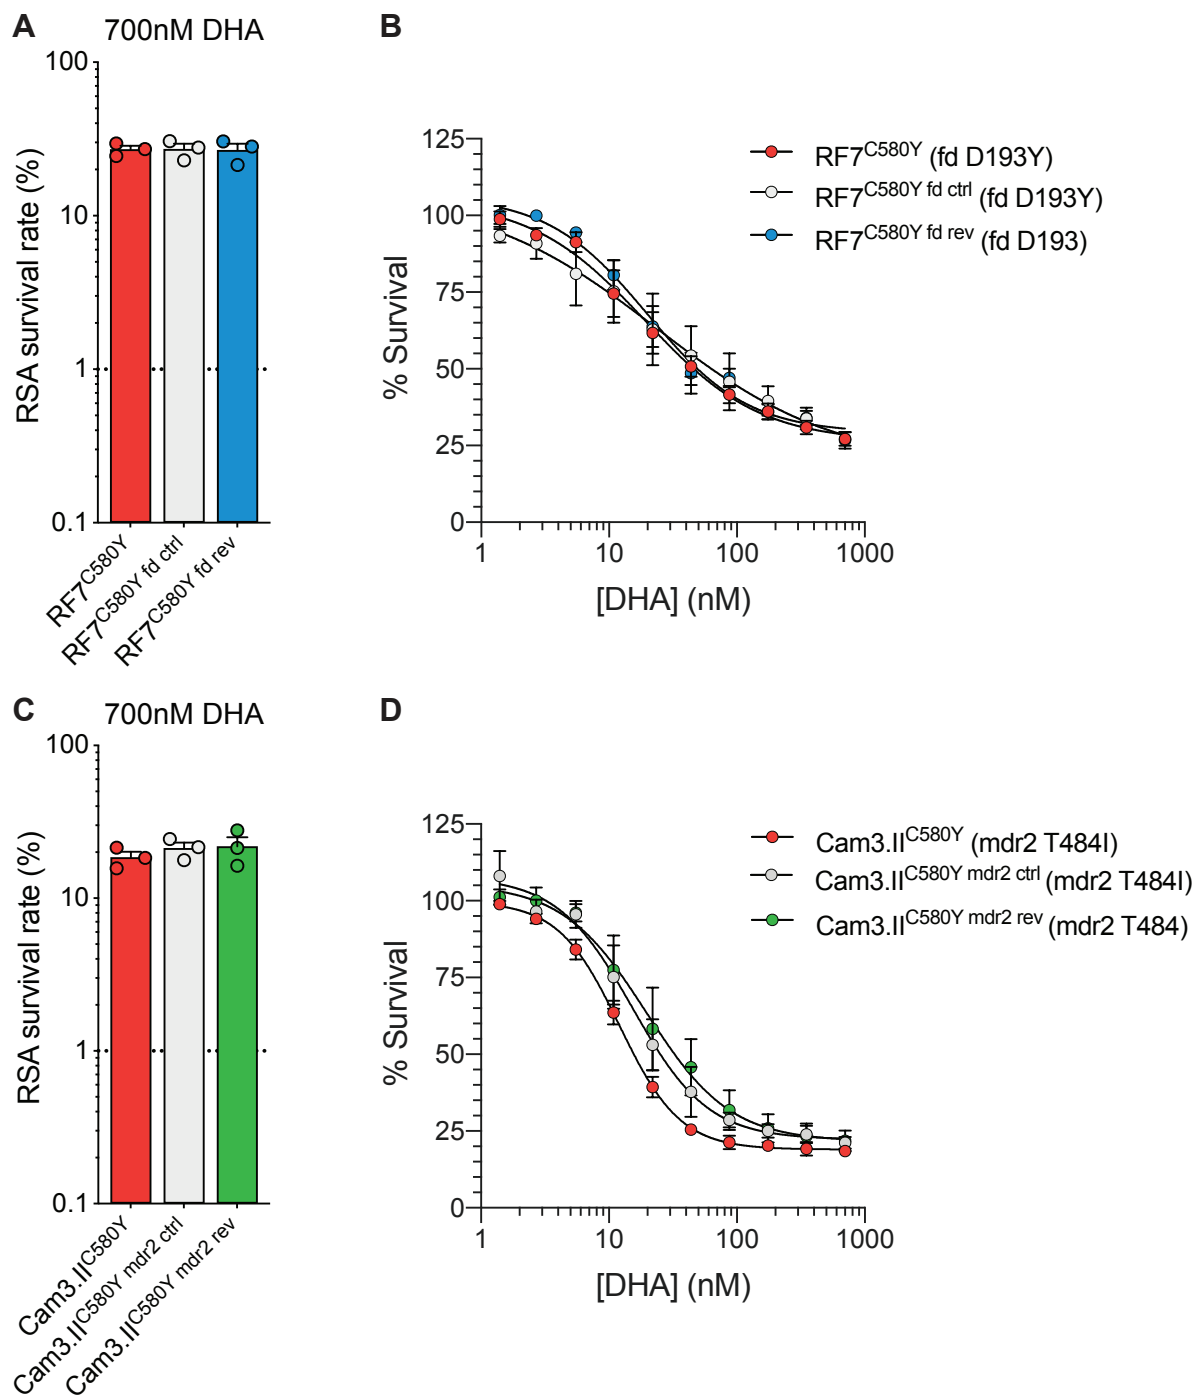 A
700nM DHA
100
10
1
0.1
RSA survival rate (%)
RF7C580Y
RF7C580Y fd ctrl
RF7C580Y fd rev
B
125
100
75
50
25
0
% Survival
1
10
100
1000
[DHA] (nM)
RF7C580Y (fd D193Y)
RF7C580Y fd ctrl (fd D193Y)
RF7C580Y fd rev (fd D193)
C
700nM DHA
100
10
1
0.1
RSA survival rate (%)
Cam3.IIC580Y
Cam3.IIC580Y mdr2 ctrl
Cam3.IIC580Y mdr2 rev
D
125
100
75
50
25
0
% Survival
1
10
100
1000
[DHA] (nM)
Cam3.IIC580Y (mdr2 T484I)
Cam3.IIC580Y mdr2 ctrl (mdr2 T484I)
Cam3.IIC580Y mdr2 rev (mdr2 T484)